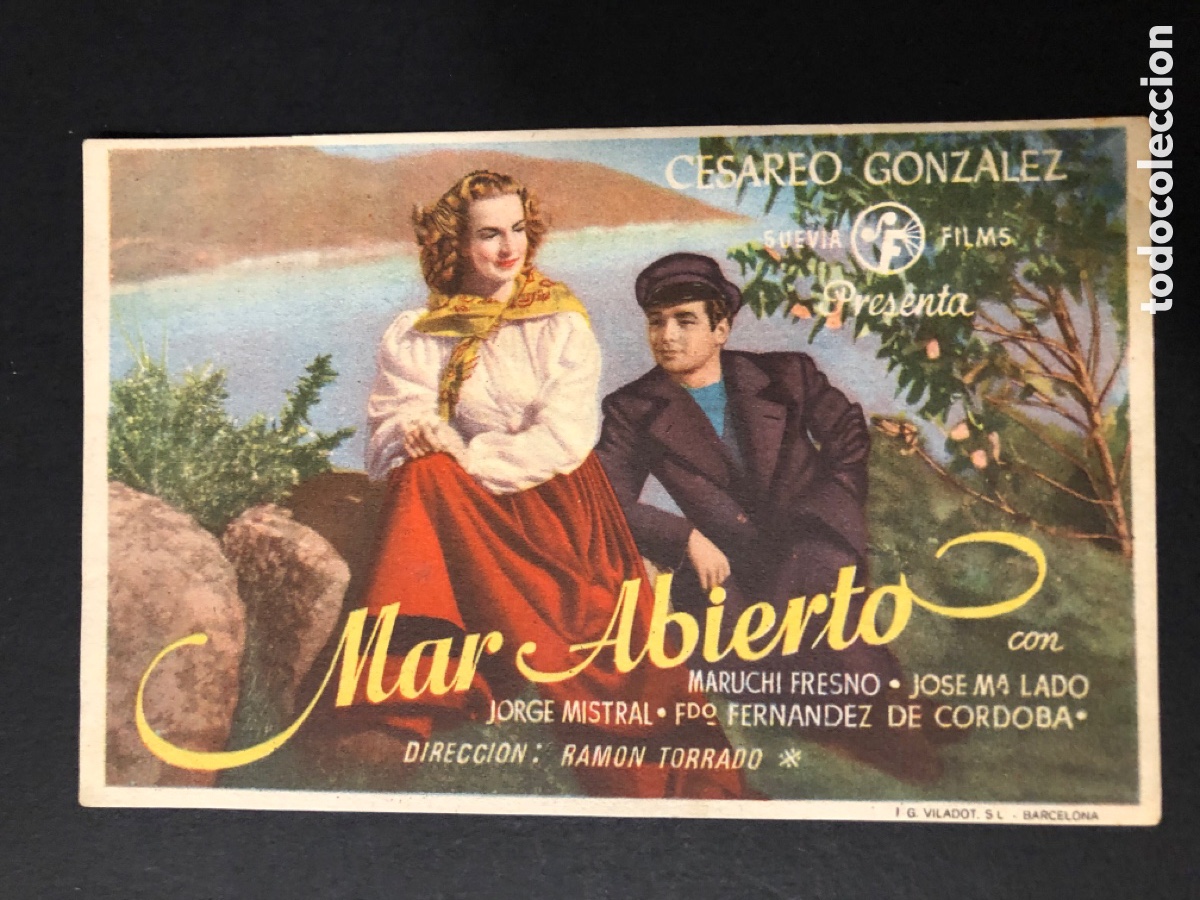 CESAREO GONZALEZ
SUEVIA SF FILMS
Presenta
Mar Abierto
con
MARUCHI FRESNO • JOSE Mª LADO
JORGE MISTRAL • FDO FERNANDEZ DE CORDOBA •
DIRECCION: RAMON TORRADO
I G. VILADOT. S L - BARCELONA
todocoleccion